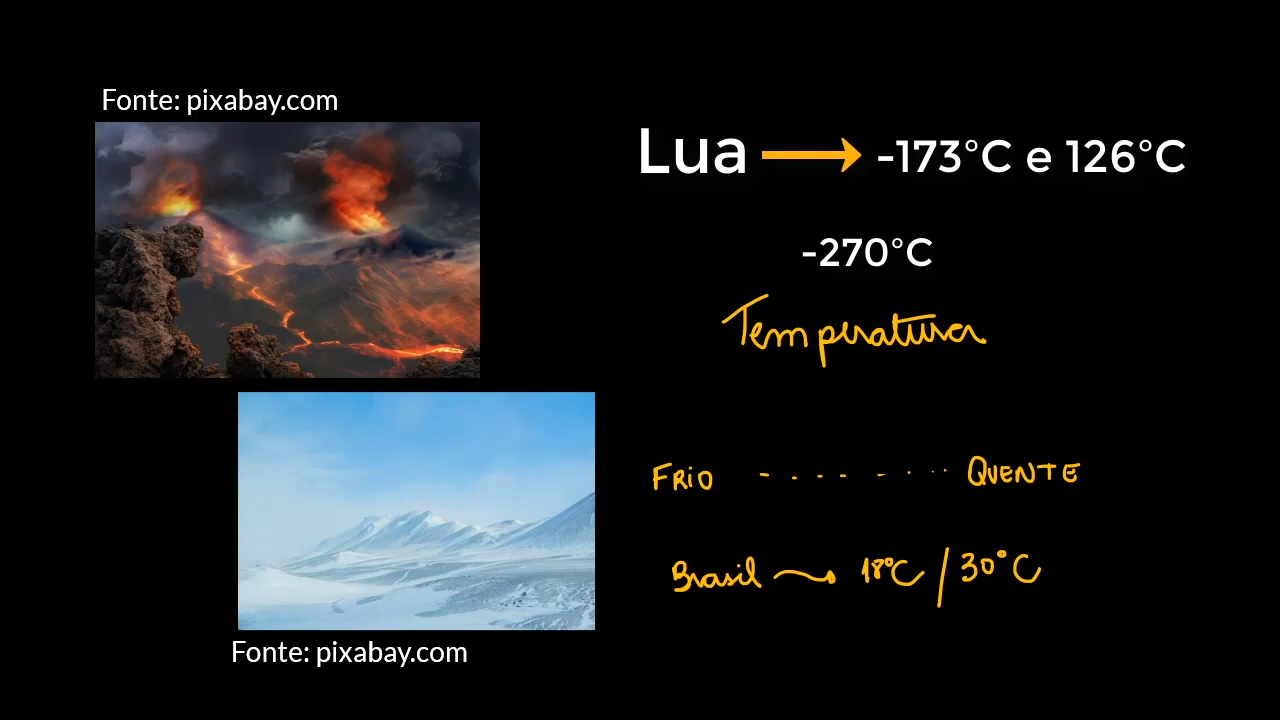 Fonte: pixabay.com
Lua → -173°C e 126°C
-270°C
Temperatura
FRIO - - - - - - - QUENTE
Brasil → 18°C / 30°C
Fonte: pixabay.com